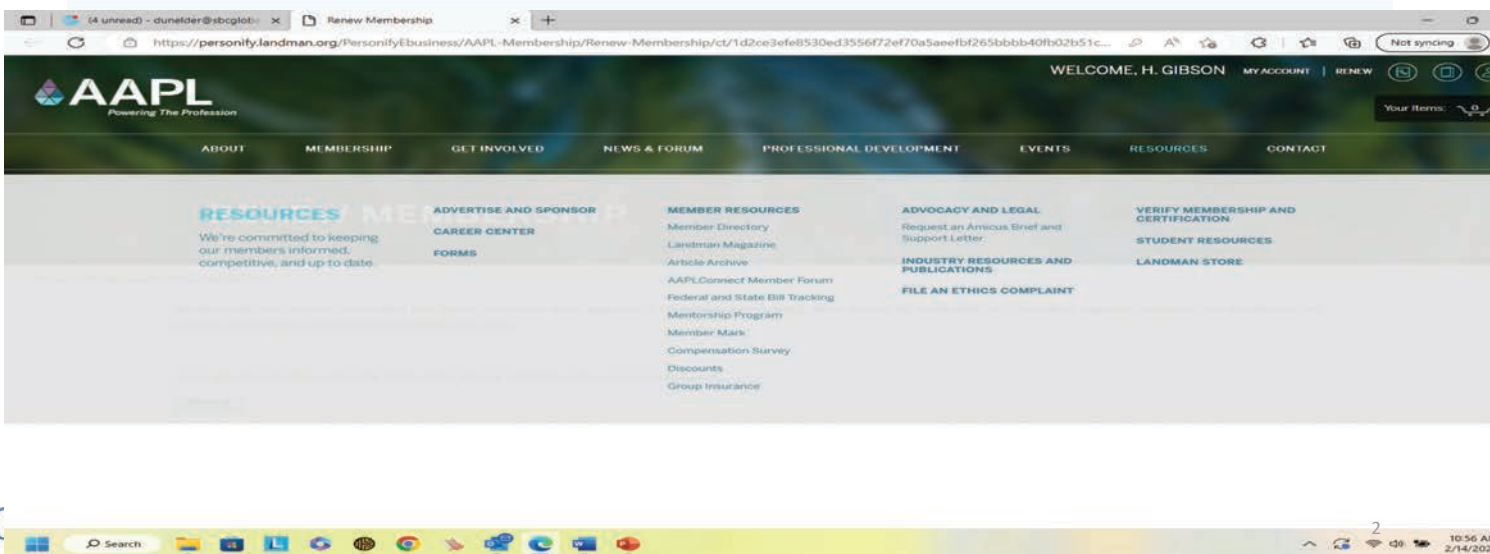 (4 unread) - dunelder@sbcglob
Renew Membership
https://personify.landman.org/PersonifyEbusiness/AAPL-Membership/Renew-Membership/ct/
Not syncing
AAPL
Powering The Profession
WELCOME, H. GIBSON MY ACCOUNT | RENEW
Your Items: 0
ABOUT MEMBERSHIP GET INVOLVED NEWS & FORUM PROFESSIONAL DEVELOPMENT EVENTS RESOURCES CONTACT
RESOURCES
We're committed to keeping
our members informed,
competitive, and up to date.
ADVERTISE AND SPONSOR
CAREER CENTER
FORMS
MEMBER RESOURCES
Member Directory
Landman Magazine
Article Archive
AAPLConnect Member Forum
Federal and State Bill Tracking
Mentorship Program
Member Mark
Compensation Survey
Discounts
Group Insurance
ADVOCACY AND LEGAL
Request an Amicus Brief and
Support Letter
INDUSTRY RESOURCES AND
PUBLICATIONS
FILE AN ETHICS COMPLAINT
VERIFY MEMBERSHIP AND
CERTIFICATION
STUDENT RESOURCES
LANDMAN STORE
2
Search
10:56 A
2/14/202